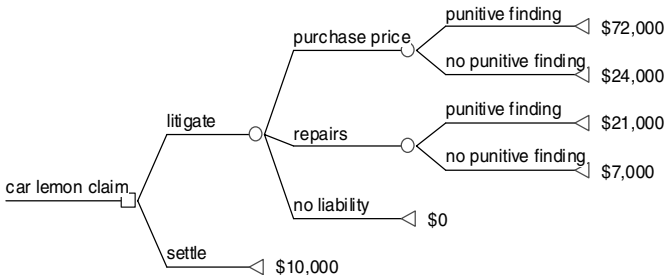 punitive finding
$72,000
purchase price
no punitive finding
$24,000
litigate
punitive finding
$21,000
repairs
no punitive finding
$7,000
car lemon claim
no liability
$0
settle
$10,000